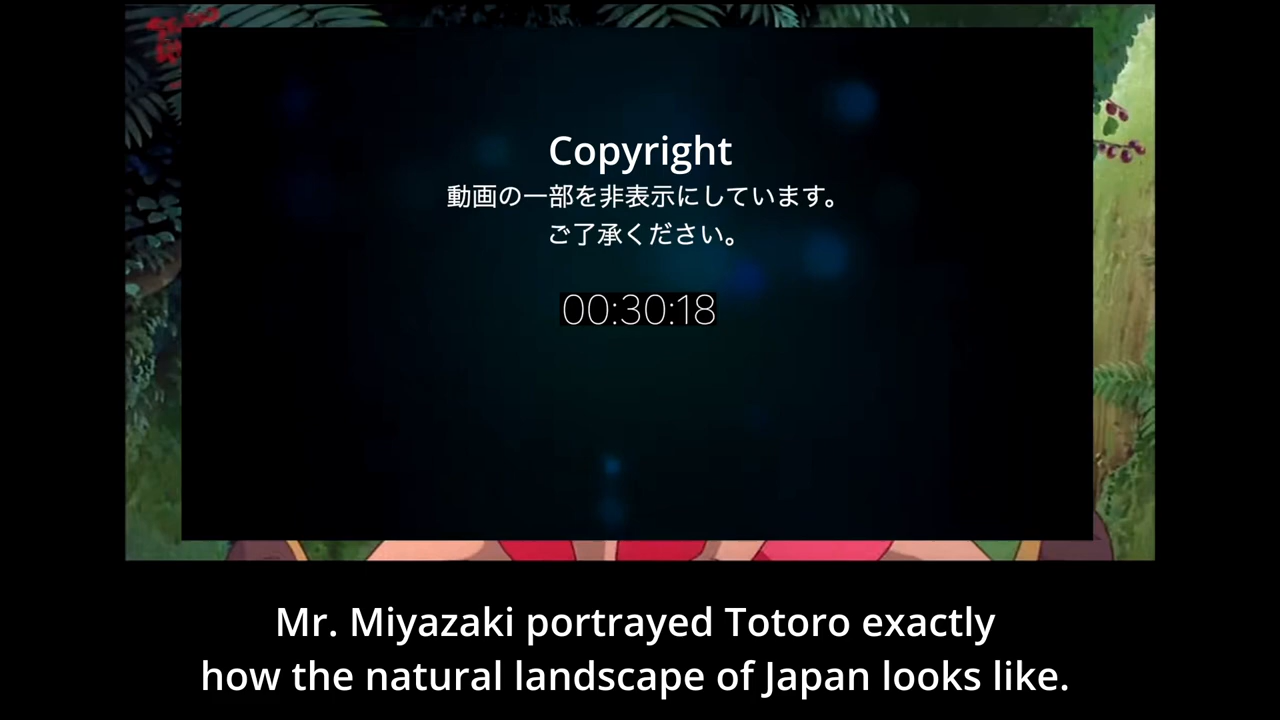 Copyright
動画の一部を非表示にしています。
ご了承ください。
00:30:18
Mr. Miyazaki portrayed Totoro exactly
how the natural landscape of Japan looks like.